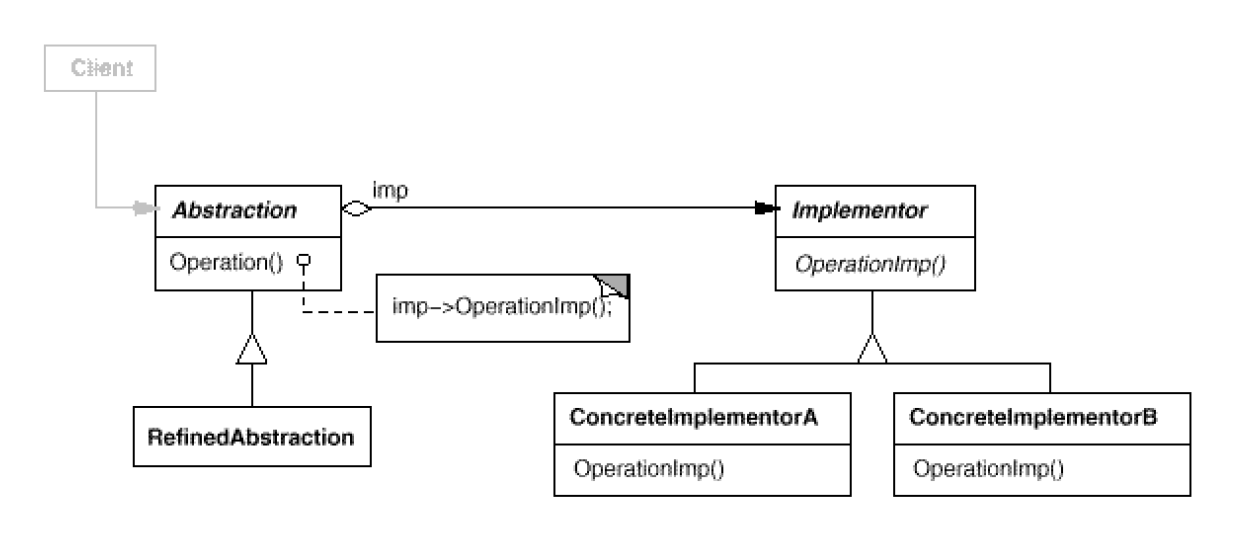 Client
imp
Abstraction
Implementor
Operation()
OperationImp()
imp->OperationImp();
RefinedAbstraction
ConcreteImplementorA
ConcreteImplementorB
OperationImp()
OperationImp()